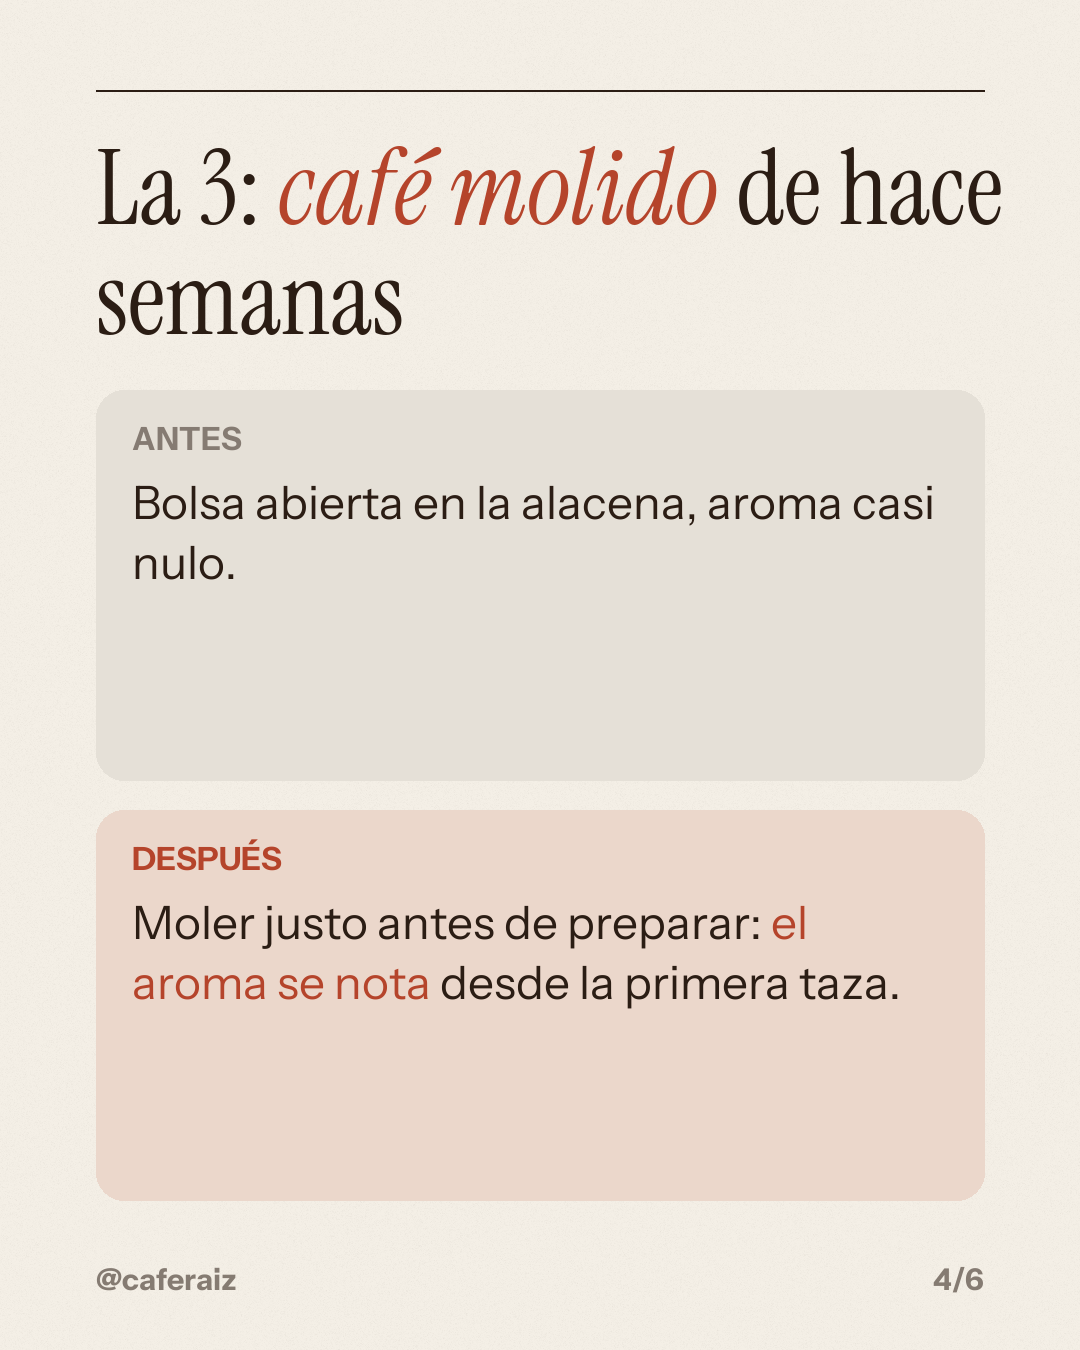 La 3: café molido de hace
semanas
ANTES
Bolsa abierta en la alacena, aroma casi
nulo.
DESPUÉS
Moler justo antes de preparar: el
aroma se nota desde la primera taza.
@caferaiz
4/6